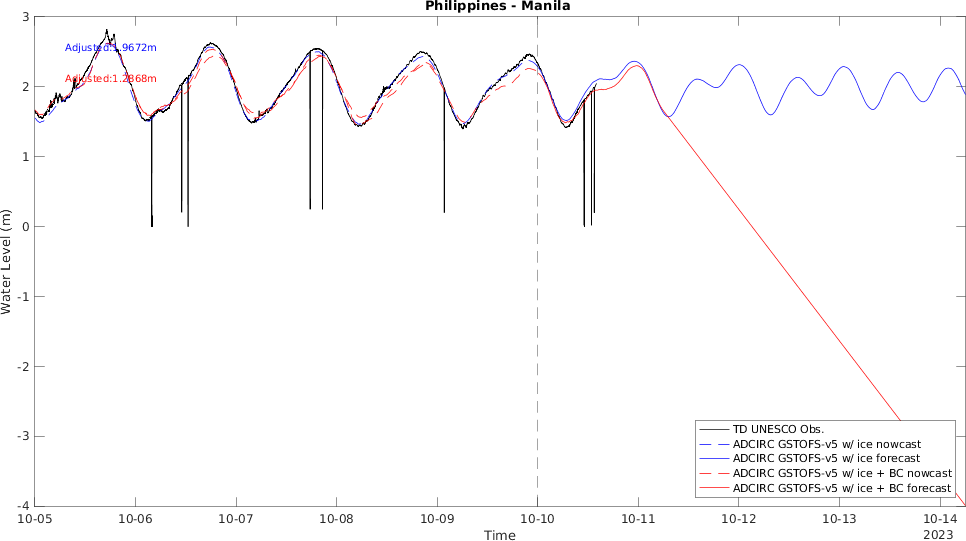 Philippines - Manila
3
2
1
0
-1
-2
-3
-4
Water Level (m)
Adjusted:
Adjusted:1.2868m
TD UNESCO Obs.
ADCIRC GSTOFS-v5 w/ ice nowcast
ADCIRC GSTOFS-v5 w/ ice forecast
ADCIRC GSTOFS-v5 w/ ice + BC nowcast
ADCIRC GSTOFS-v5 w/ ice + BC forecast
10-05 10-06 10-07 10-08 10-09 10-10 10-11 10-12 10-13 10-14
2023
Time